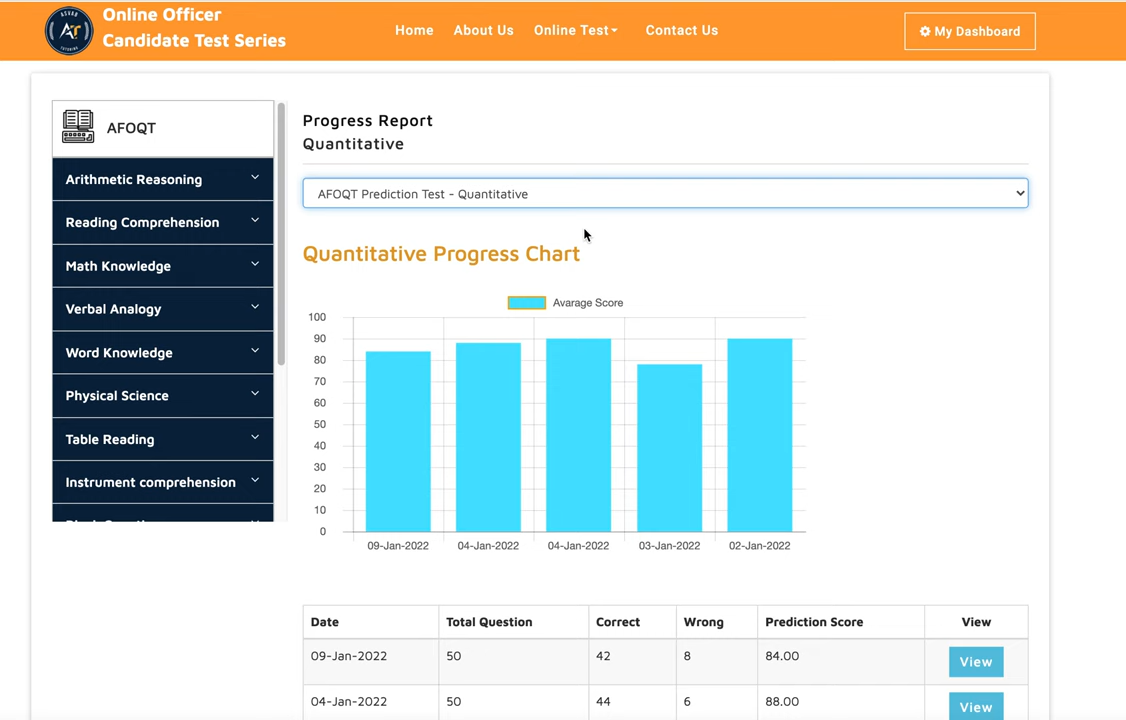 Online Officer
Candidate Test Series
Home About Us Online Test Contact Us My Dashboard
AFOQT
Arithmetic Reasoning
Reading Comprehension
Math Knowledge
Verbal Analogy
Word Knowledge
Physical Science
Table Reading
Instrument comprehension
Progress Report
Quantitative
AFOQT Prediction Test - Quantitative
Quantitative Progress Chart
Avarage Score
100
90
80
70
60
50
40
30
20
10
0
09-Jan-2022 04-Jan-2022 04-Jan-2022 03-Jan-2022 02-Jan-2022
Date Total Question Correct Wrong Prediction Score View
09-Jan-2022 50 42 8 84.00 View
04-Jan-2022 50 44 6 88.00 View